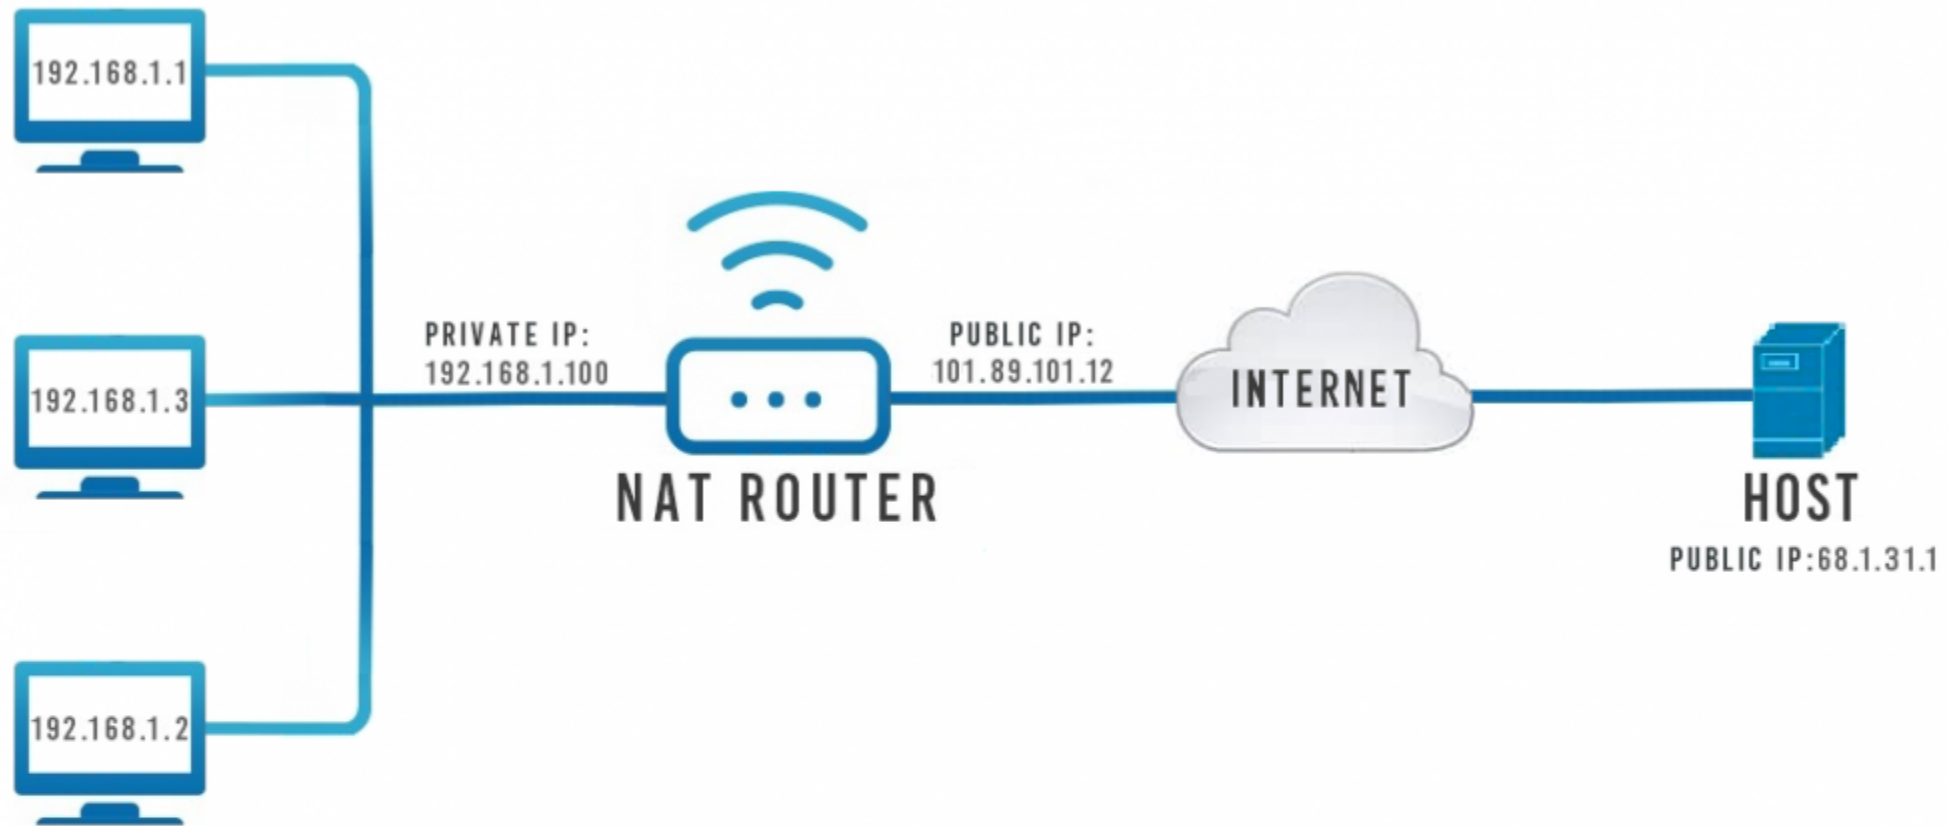 192.168.1.1
192.168.1.3
192.168.1.2
PRIVATE IP:
192.168.1.100
NAT ROUTER
PUBLIC IP:
101.89.101.12
INTERNET
HOST
PUBLIC IP:68.1.31.1